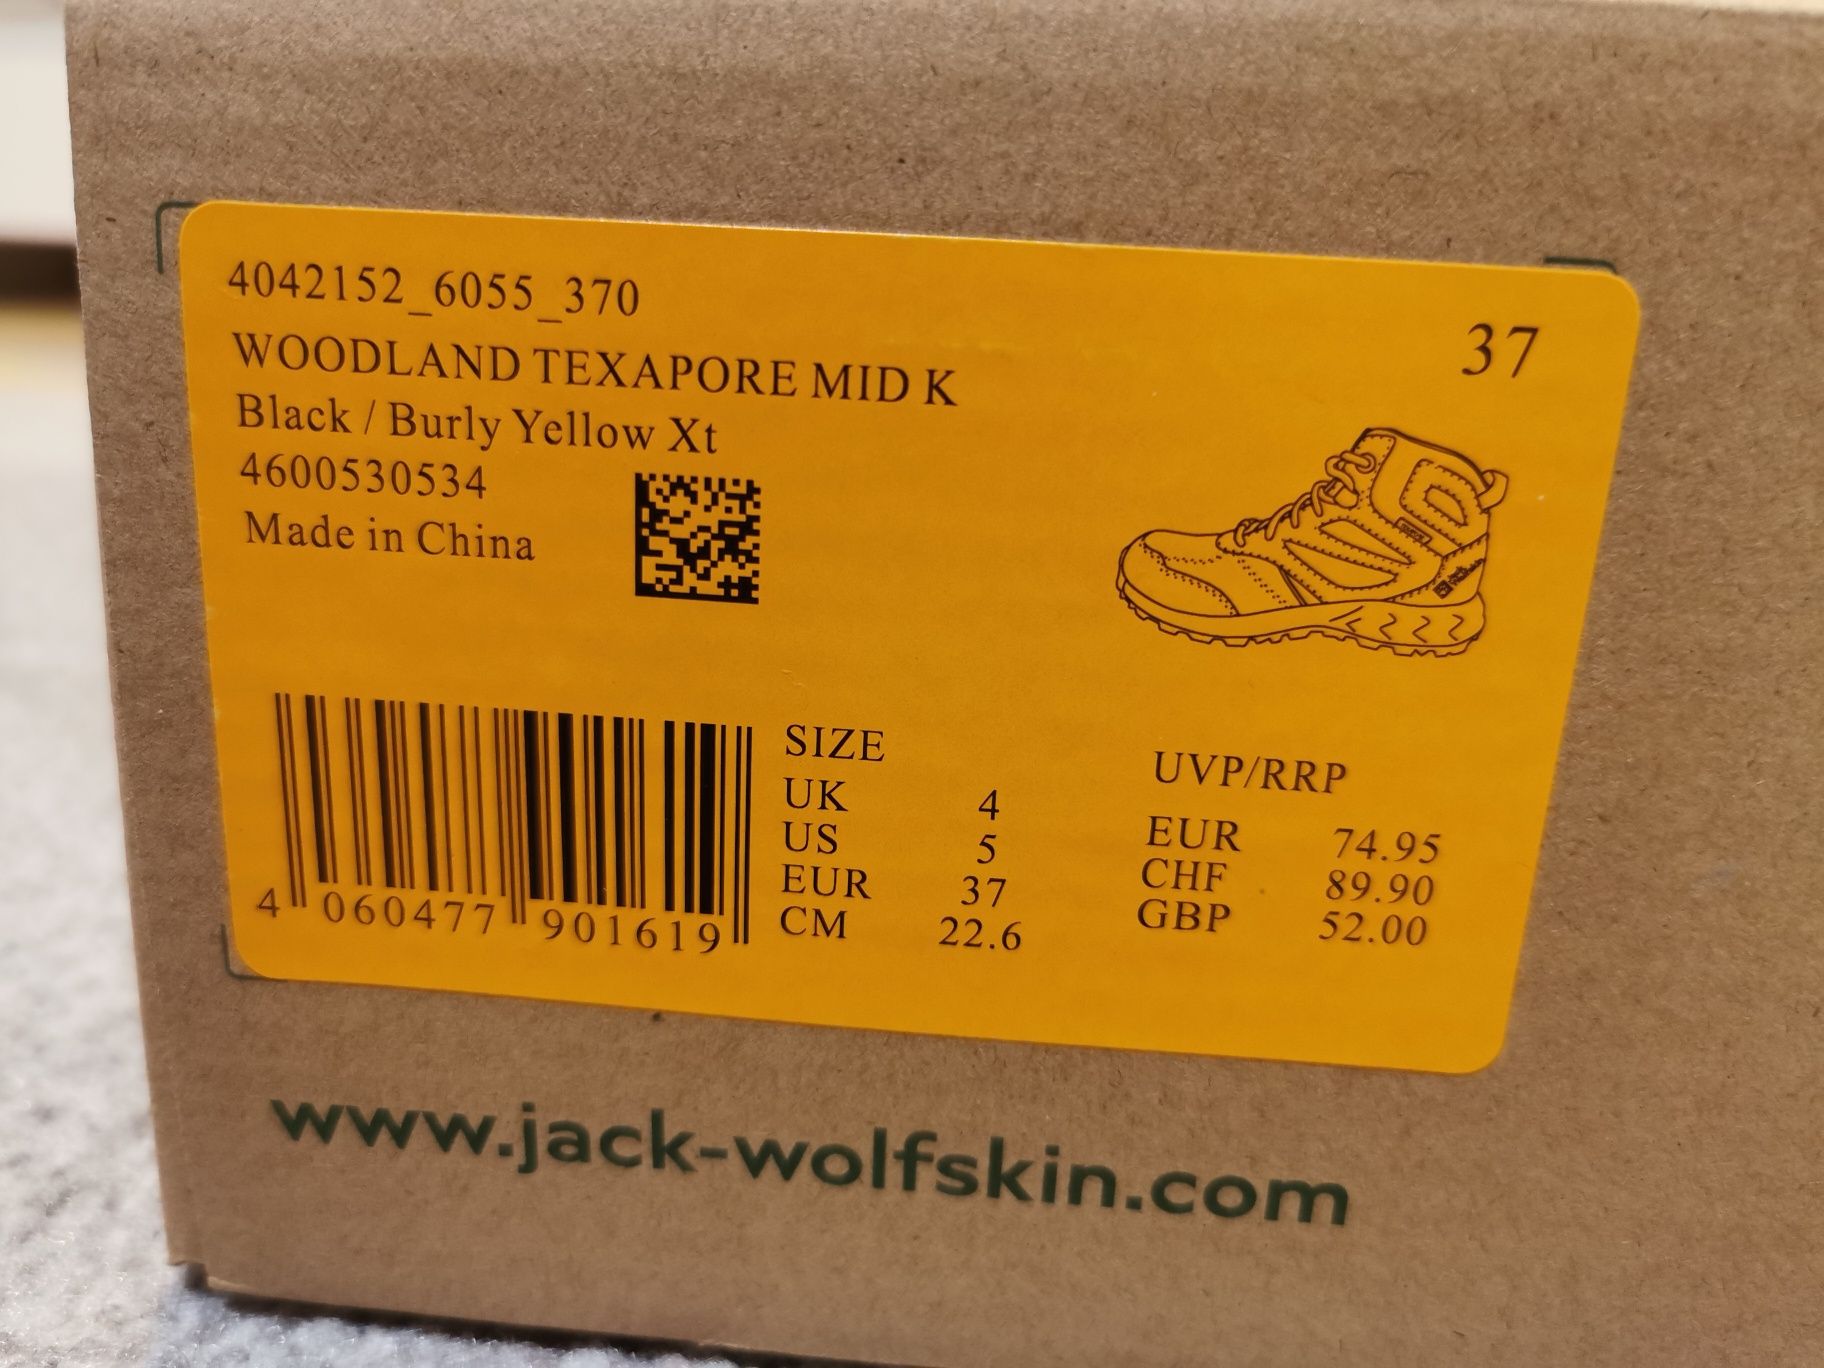 4042152_6055_370
37
WOODLAND TEXAPORE MID K
Black / Burly Yellow Xt
4600530534
Made in China
SIZE
UK 4
US 5
EUR 37
CM 22.6
UVP/RRP
EUR 74.95
CHF 89.90
GBP 52.00
4 060477 901619
www.jack-wolfskin.com